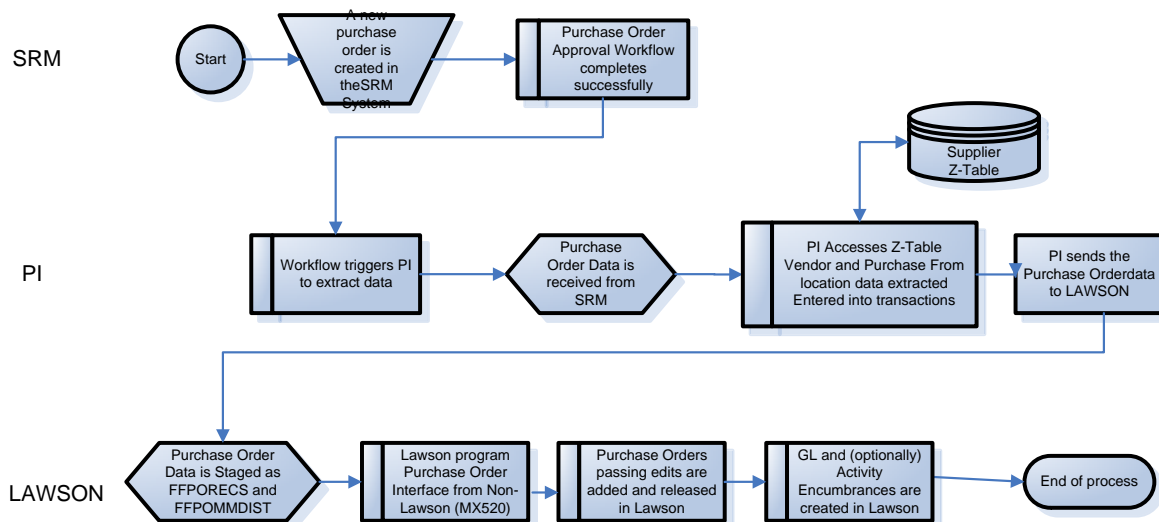 SRM
Start
A new
purchase
order is
created in
theSRM
System
Purchase Order
Approval Workflow
completes
successfully
Supplier
Z-Table
PI
Workflow triggers PI
to extract data
Purchase
Order Data is
received from
SRM
PI Accesses Z-Table
Vendor and Purchase From
location data extracted
Entered into transactions
PI sends the
Purchase Orderdata
to LAWSON
LAWSON
Purchase Order
Data is Staged as
FFPORECS and
FFPOMMDIST
Lawson program
Purchase Order
Interface from Non-
Lawson (MX520)
Purchase Orders
passing edits are
added and released
in Lawson
GL and (optionally)
Activity
Encumbrances are
created in Lawson
End of process